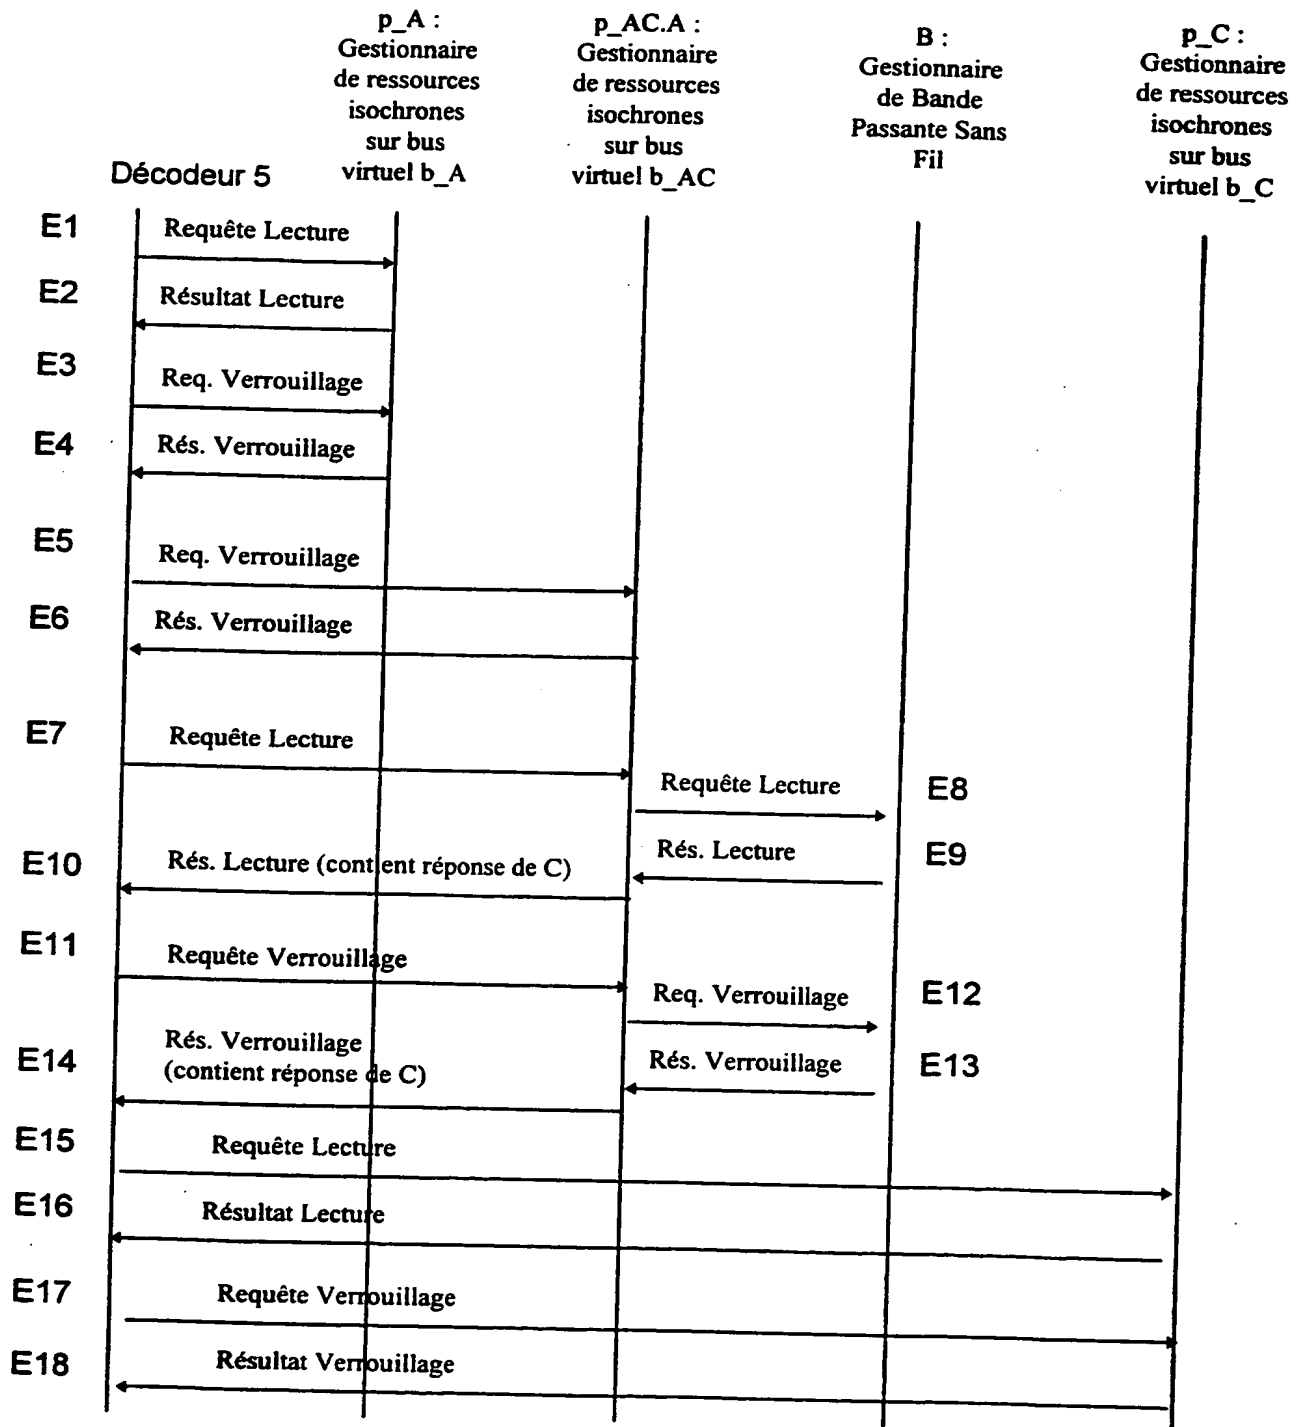 p_A :
Gestionnaire
de ressources
isochrones
sur bus
virtuel b_A
p_AC.A :
Gestionnaire
de ressources
isochrones
sur bus
virtuel b_AC
B :
Gestionnaire
de Bande
Passante Sans
Fil
p_C :
Gestionnaire
de ressources
isochrones
sur bus
virtuel b_C
Décodeur 5
E1
Requête Lecture
E2
Résultat Lecture
E3
Req. Verrouillage
E4
Rés. Verrouillage
E5
Req. Verrouillage
E6
Rés. Verrouillage
E7
Requête Lecture
Requête Lecture
E8
Rés. Lecture
E9
E10
Rés. Lecture (contient réponse de C)
E11
Requête Verrouillage
Req. Verrouillage
E12
Rés. Verrouillage
E13
E14
Rés. Verrouillage
(contient réponse de C)
E15
Requête Lecture
E16
Résultat Lecture
E17
Requête Verrouillage
E18
Résultat Verrouillage